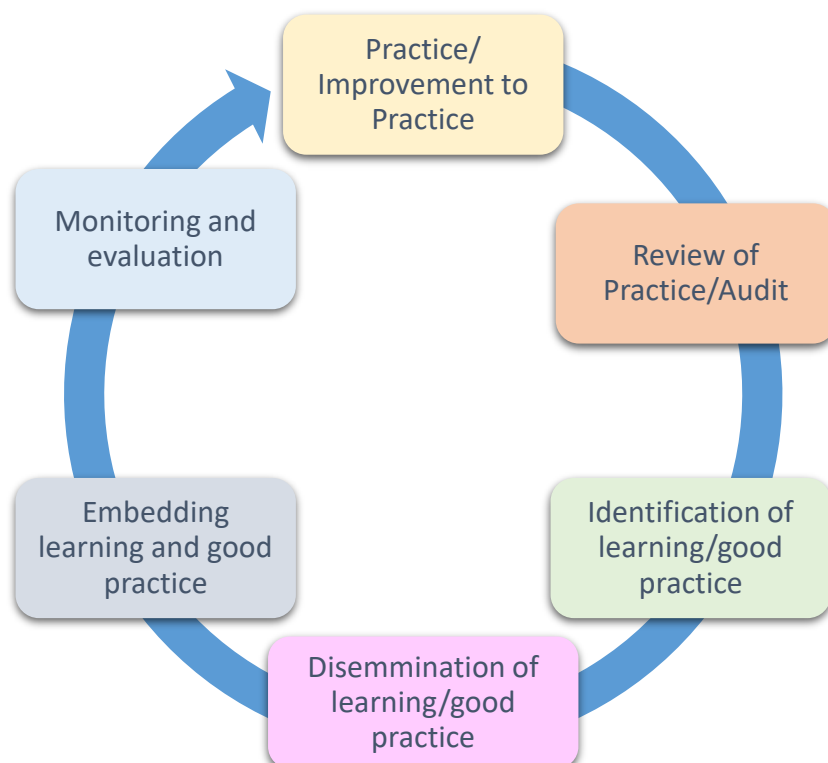 Practice/
Improvement to
Practice
Review of
Practice/Audit
Identification of
learning/good
practice
Disemmination of
learning/good
practice
Embedding
learning and good
practice
Monitoring and
evaluation